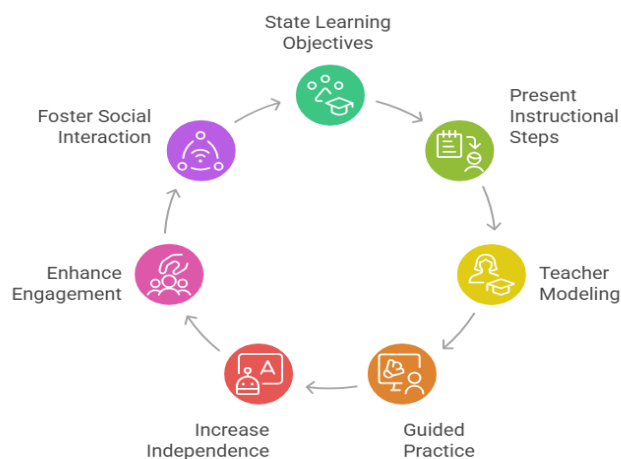 State Learning
Objectives
Present
Instructional
Steps
Teacher
Modeling
Guided
Practice
Increase
Independence
Enhance
Engagement
Foster Social
Interaction
A